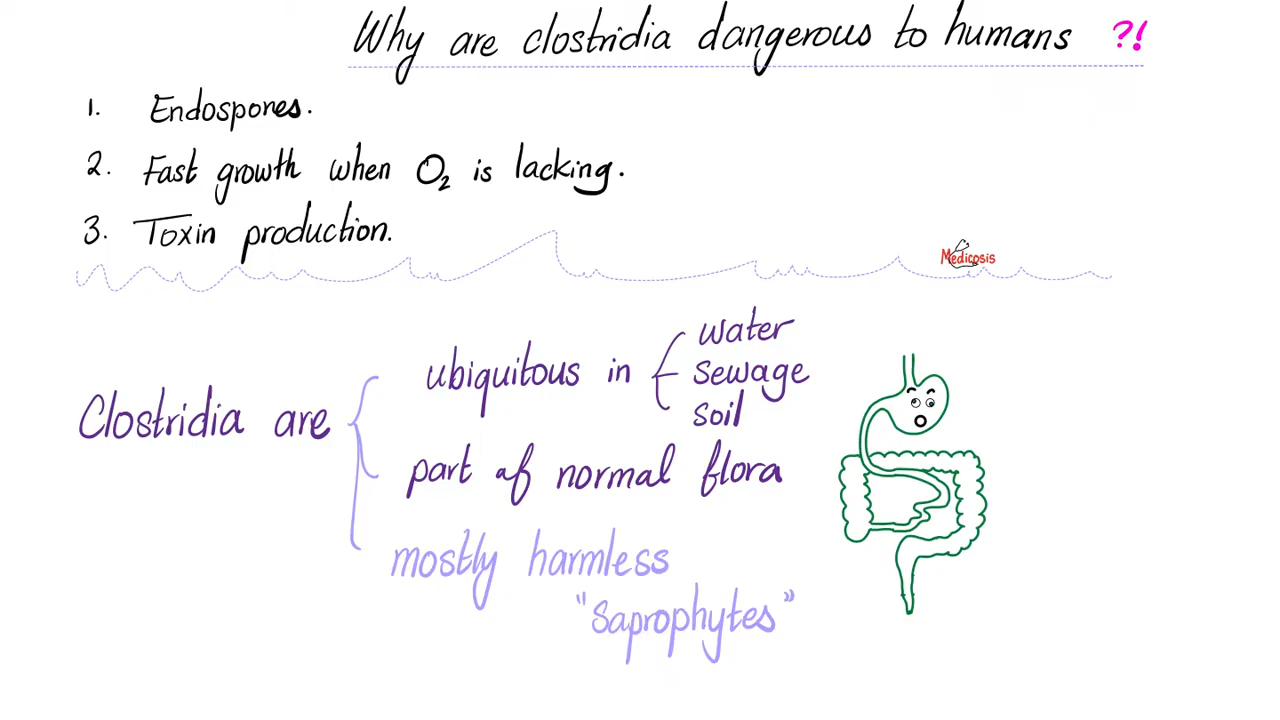 Why are clostridia dangerous to humans ?!
1. Endospores.
2. Fast growth when O₂ is lacking.
3. Toxin production.
Medicosis
Clostridia are
ubiquitous in
water
sewage
soil
part of normal flora
mostly harmless
"Saprophytes"